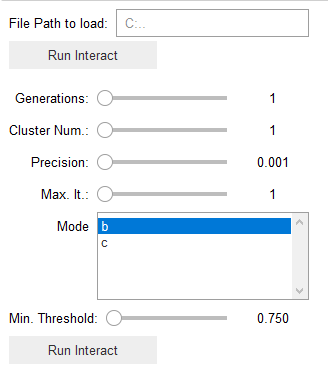 File Path to load: C:..
Run Interact
Generations: 1
Cluster Num.: 1
Precision: 0.001
Max. It.: 1
Mode b
c
Min. Threshold: 0.750
Run Interact